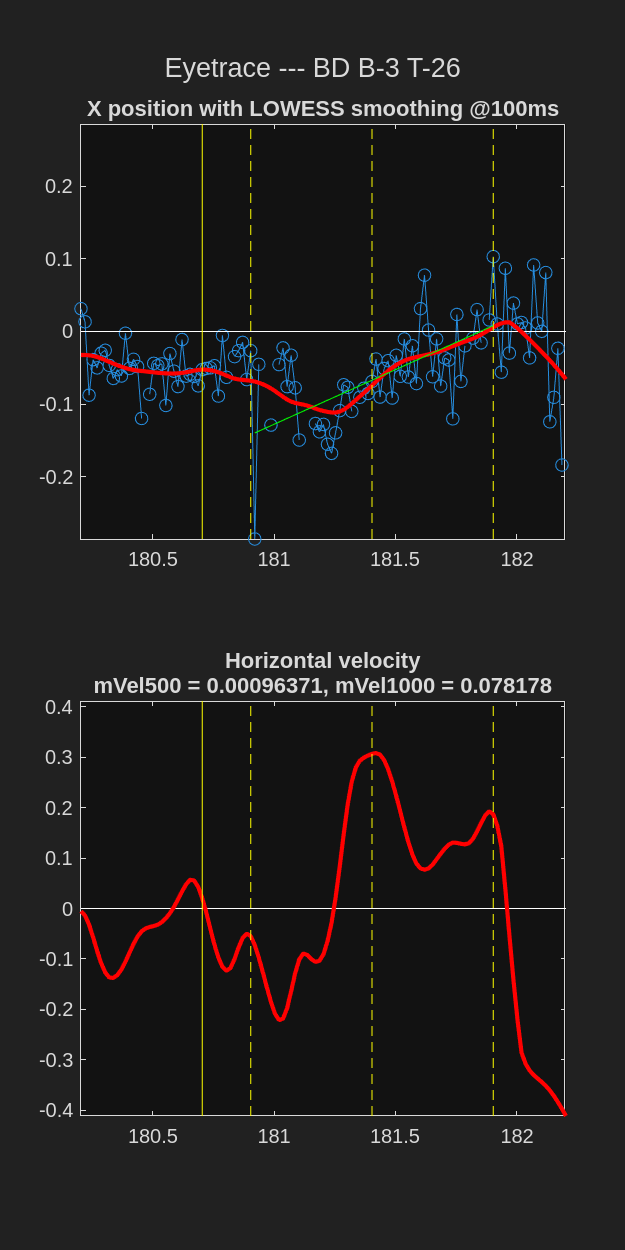 Eyetrace --- BD B-3 T-26
X position with LOWESS smoothing @100ms
0.2
0.1
0
-0.1
-0.2
180.5 181 181.5 182
Horizontal velocity
mVel500 = 0.00096371, mVel1000 = 0.078178
0.4
0.3
0.2
0.1
0
-0.1
-0.2
-0.3
-0.4
180.5 181 181.5 182